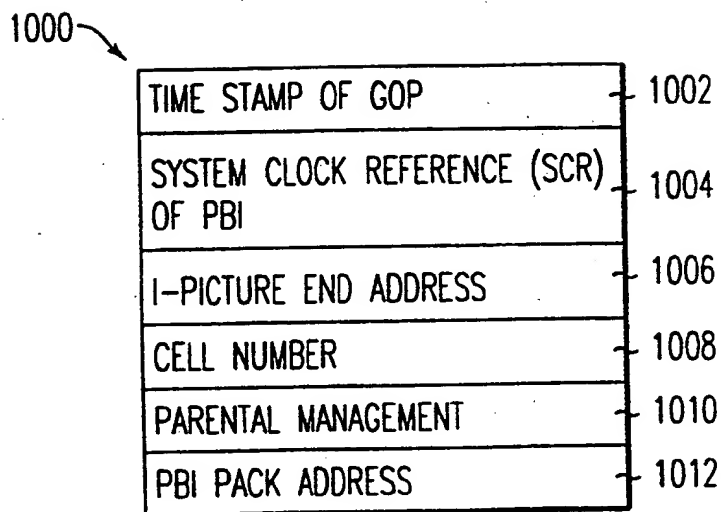 1000
TIME STAMP OF GOP 1002
SYSTEM CLOCK REFERENCE (SCR) 1004
OF PBI
I-PICTURE END ADDRESS 1006
CELL NUMBER 1008
PARENTAL MANAGEMENT 1010
PBI PACK ADDRESS 1012